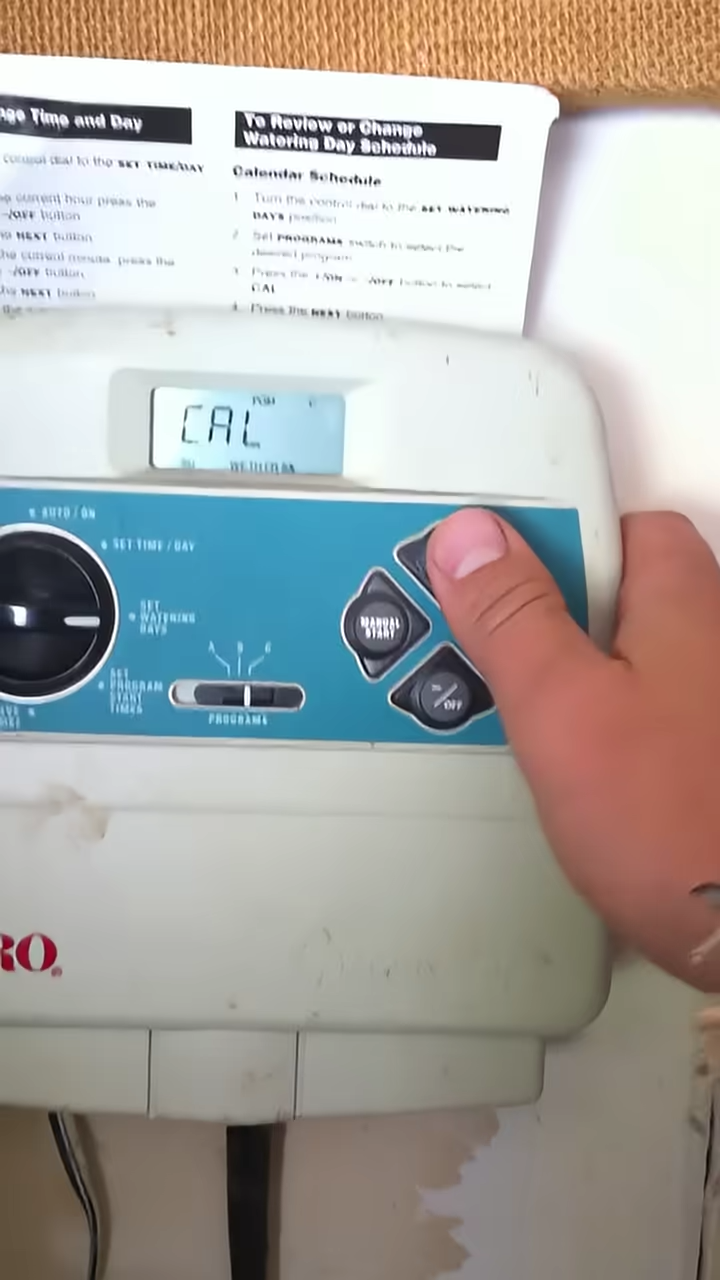 Time and Day
control dial to the SET TIME/DAY
current hour press the
-/OFF button
NEXT button
the current minute, press the
-/OFF button
the NEXT button
To Review or Change
Watering Day Schedule
Calendar Schedule
1 Turn the control dial to the SET WATERING
DAYS position
2 Set PROGRAMS switch to select the
desired program
3 Press the +/ON or -/OFF button to select
CAL
4 Press the NEXT button
CAL
AUTO/ON
SET TIME/DAY
SET
WATERING
DAYS
SET
PROGRAM
START
TIMES
A B C
PROGRAMS
MANUAL
START
OFF
RO